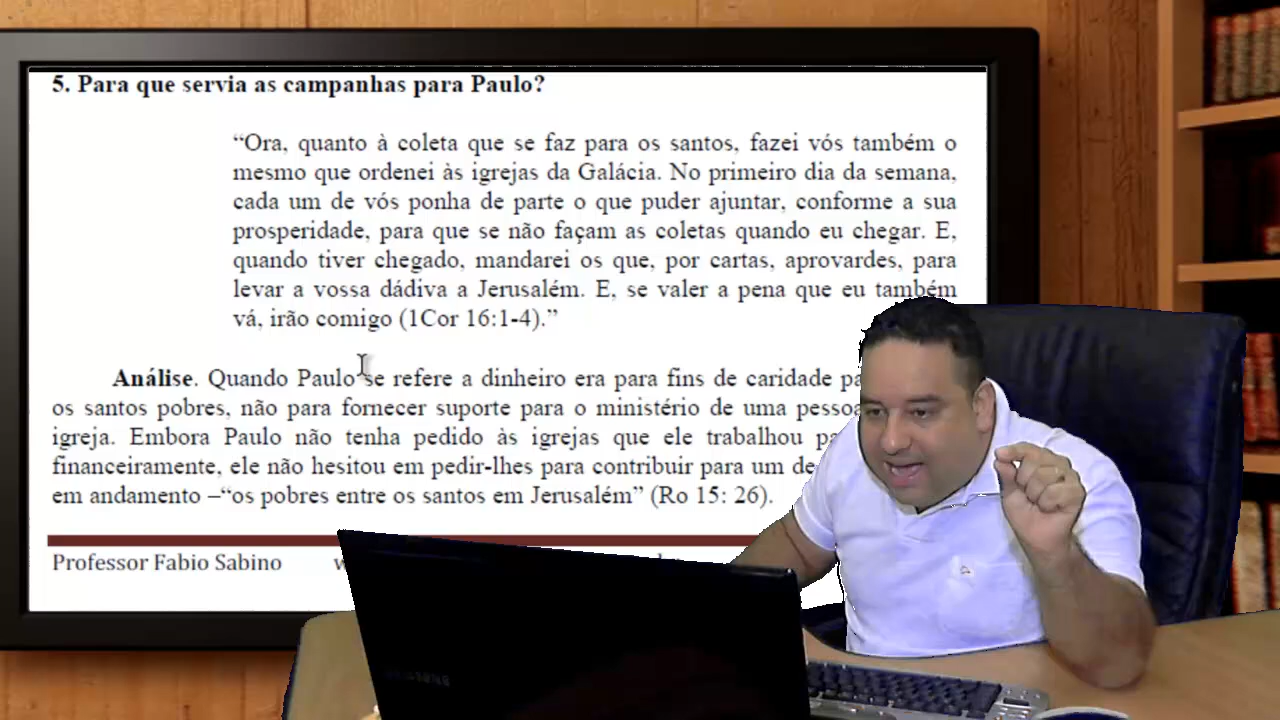 5. Para que servia as campanhas para Paulo?
“Ora, quanto à coleta que se faz para os santos, fazei vós também o
mesmo que ordenei às igrejas da Galácia. No primeiro dia da semana,
cada um de vós ponha de parte o que puder ajuntar, conforme a sua
prosperidade, para que se não façam as coletas quando eu chegar. E,
quando tiver chegado, mandarei os que, por cartas, aprovardes, para
levar a vossa dádiva a Jerusalém. E, se valer a pena que eu também
vá, irão comigo (1Cor 16:1-4).”
Análise. Quando Paulo se refere a dinheiro era para fins de caridade
os santos pobres, não para fornecer suporte para o ministério de uma
igreja. Embora Paulo não tenha pedido às igrejas que ele trabalhou
financeiramente, ele não hesitou em pedir-lhes para contribuir para um
em andamento –“os pobres entre os santos em Jerusalém” (Ro 15: 26).
Professor Fabio Sabino